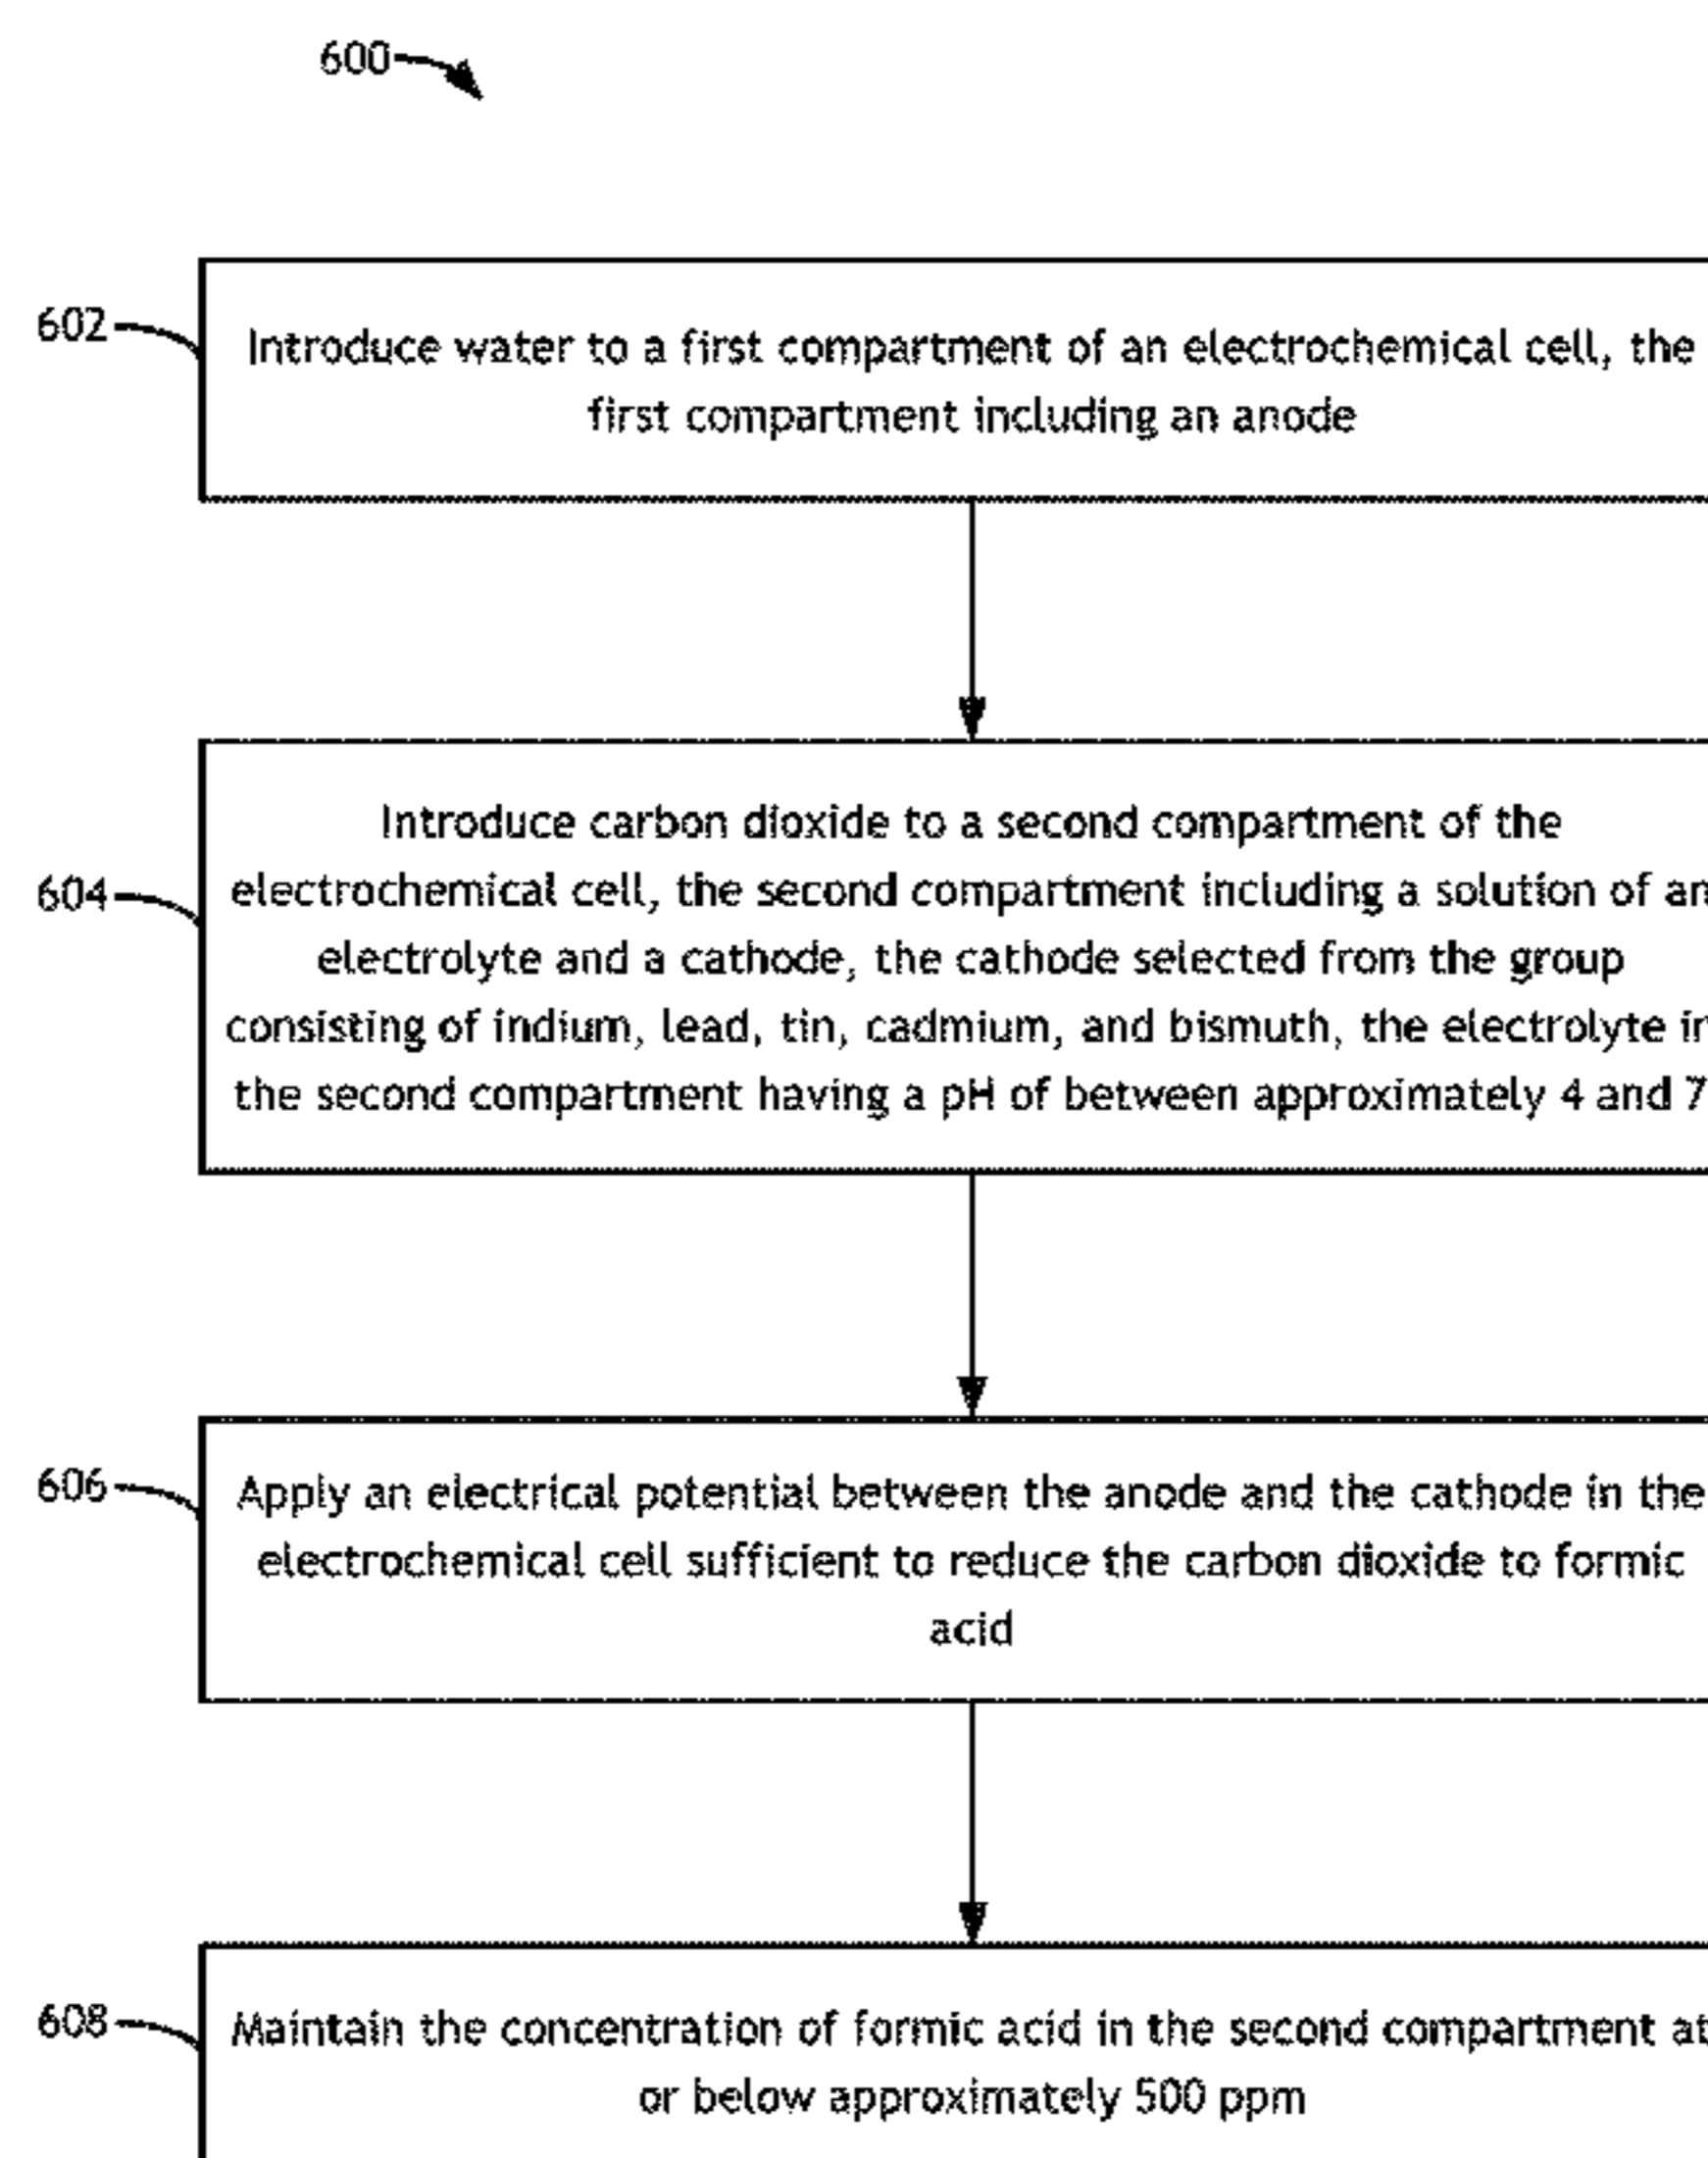 600
602
Introduce water to a first compartment of an electrochemical cell, the
first compartment including an anode
604
Introduce carbon dioxide to a second compartment of the
electrochemical cell, the second compartment including a solution of an
electrolyte and a cathode, the cathode selected from the group
consisting of indium, lead, tin, cadmium, and bismuth, the electrolyte in
the second compartment having a pH of between approximately 4 and 7
606
Apply an electrical potential between the anode and the cathode in the
electrochemical cell sufficient to reduce the carbon dioxide to formic
acid
608
Maintain the concentration of formic acid in the second compartment at
or below approximately 500 ppm